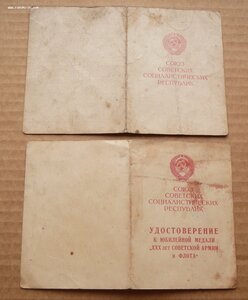 СОЮЗ
СОВЕТСКИХ
СОЦИАЛИСТИЧЕСКИХ
РЕСПУБЛИК
СОЮЗ
СОВЕТСКИХ
СОЦИАЛИСТИЧЕСКИХ
РЕСПУБЛИК
УДОСТОВЕРЕНИЕ
К ЮБИЛЕЙНОЙ МЕДАЛИ
„XXX ЛЕТ СОВЕТСКОЙ АРМИИ
И ФЛОТА"